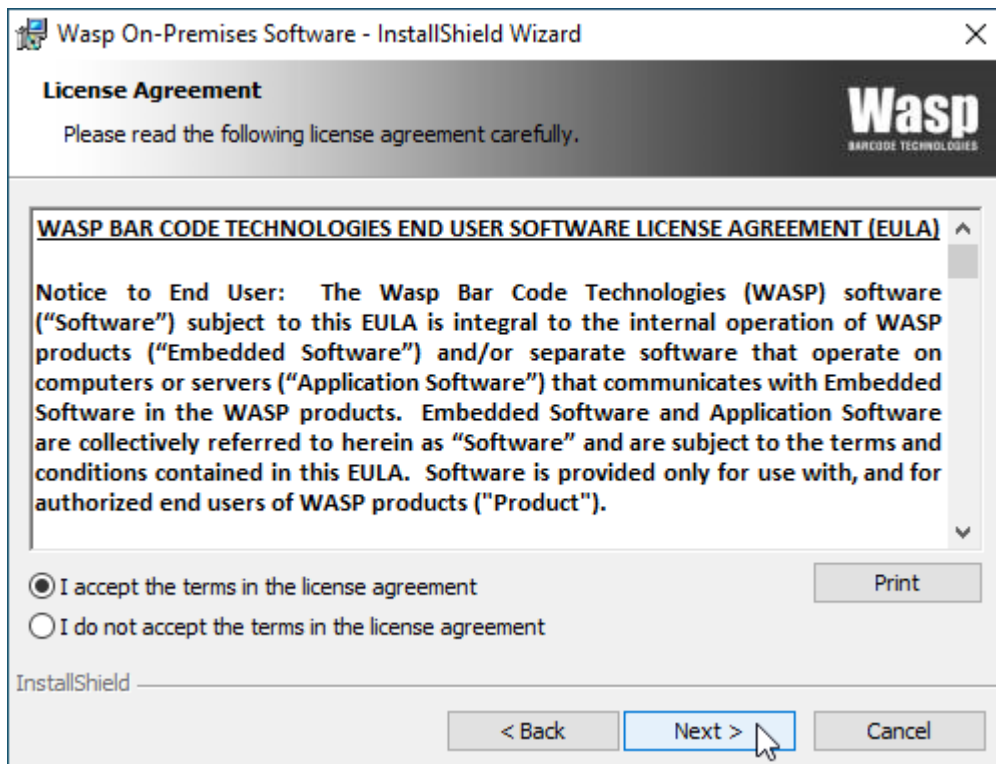 Wasp On-Premises Software - InstallShield Wizard
License Agreement
Please read the following license agreement carefully.
Wasp
BARCODE TECHNOLOGIES
WASP BAR CODE TECHNOLOGIES END USER SOFTWARE LICENSE AGREEMENT (EULA)
Notice to End User: The Wasp Bar Code Technologies (WASP) software
(“Software”) subject to this EULA is integral to the internal operation of WASP
products (“Embedded Software”) and/or separate software that operate on
computers or servers (“Application Software”) that communicates with Embedded
Software in the WASP products. Embedded Software and Application Software
are collectively referred to herein as “Software” and are subject to the terms and
conditions contained in this EULA. Software is provided only for use with, and for
authorized end users of WASP products ("Product").
I accept the terms in the license agreement
Print
I do not accept the terms in the license agreement
InstallShield
< Back
Next >
Cancel